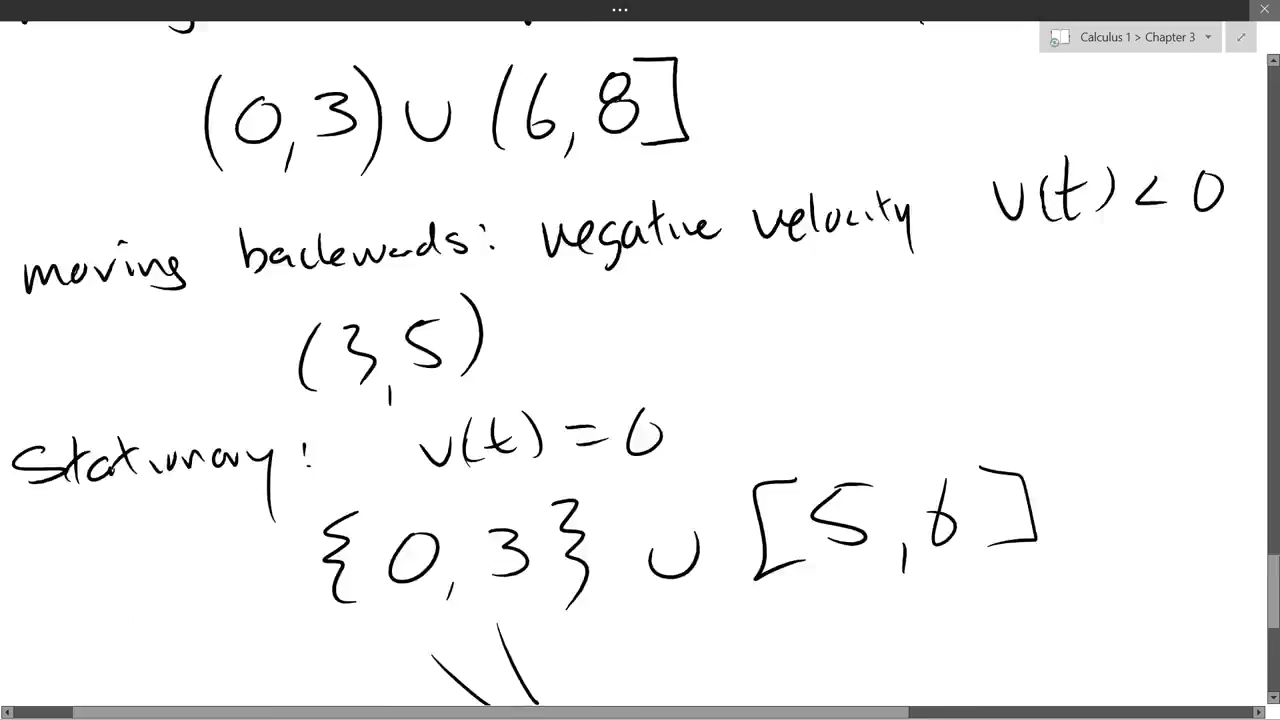 Calculus 1 > Chapter 3
(0,3) ∪ (6,8]
moving backwards: negative velocity v(t) < 0
(3,5)
Stationary: v(t) = 0
{0,3} ∪ [5,6]